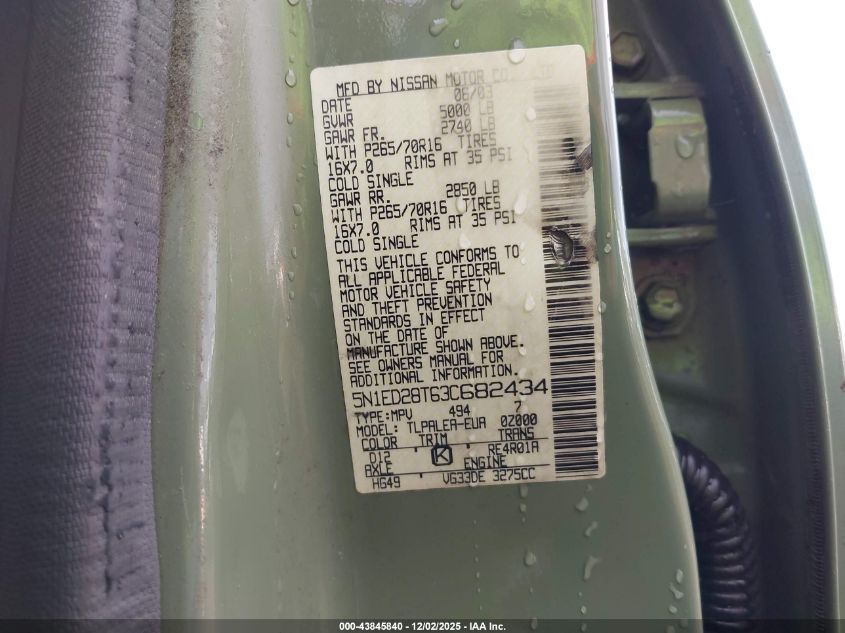 MFD BY NISSAN MOTOR CO., LTD
DATE 06/03
GVWR 5000 LB
GAWR FR. 2740 LB
WITH P265/70R16 TIRES
16X7.0 RIMS AT 35 PSI
COLD SINGLE
GAWR RR. 2850 LB
WITH P265/70R16 TIRES
16X7.0 RIMS AT 35 PSI
COLD SINGLE
THIS VEHICLE CONFORMS TO
ALL APPLICABLE FEDERAL
MOTOR VEHICLE SAFETY
AND THEFT PREVENTION
STANDARDS IN EFFECT
ON THE DATE OF
MANUFACTURE SHOWN ABOVE.
SEE OWNERS MANUAL FOR
ADDITIONAL INFORMATION.
5N1ED28T63C682434
TYPE:MPV 494 7
MODEL: TLPALEA-EUA 02000
COLOR TRIM TRANS
D12 K RE4R01A
AXLE ENGINE
HG49 VG33DE 3275CC
000-43845840 - 12/02/2025 - IAA Inc.